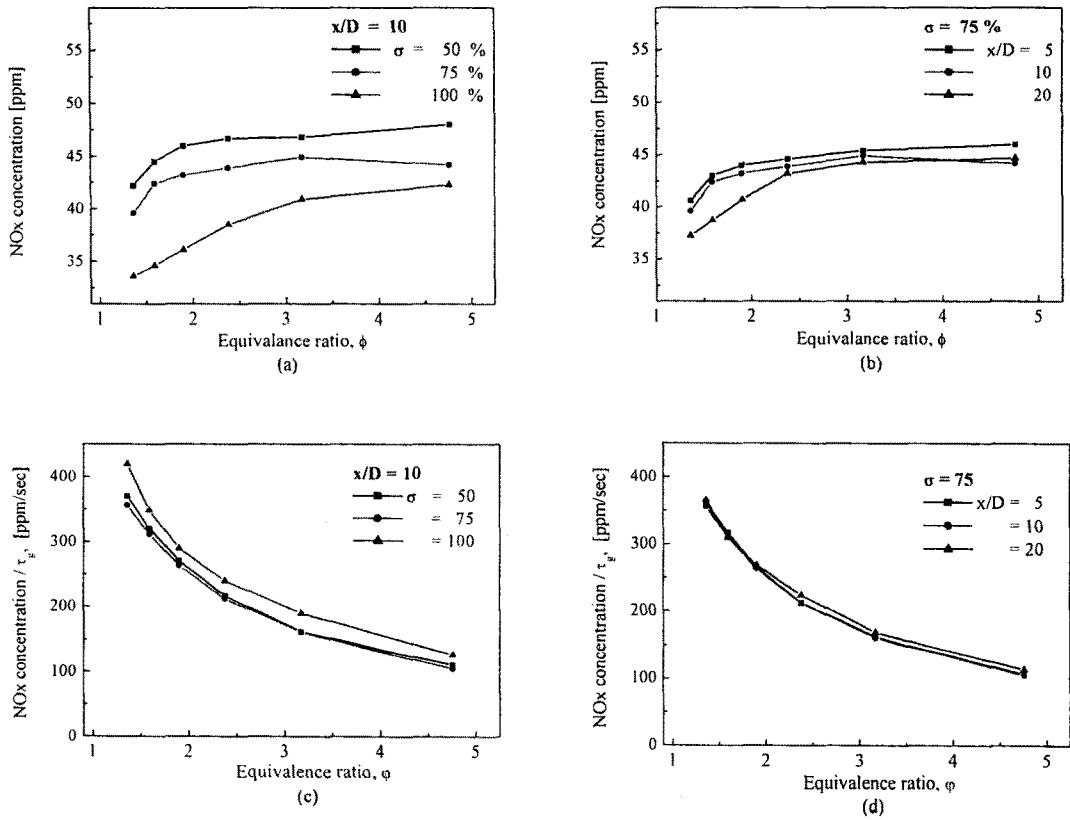 x/D = 10
σ = 50 %
75 %
100 %
NOx concentration [ppm]
55
50
45
40
35
1 2 3 4 5
Equivalance ratio, ϕ
(a)
σ = 75 %
x/D = 5
10
20
NOx concentration [ppm]
55
50
45
40
35
1 2 3 4 5
Equivalance ratio, ϕ
(b)
x/D = 10
σ = 50
= 75
= 100
NOx concentration / τg, [ppm/sec]
400
300
200
100
0
1 2 3 4 5
Equivalence ratio, φ
(c)
σ = 75
x/D = 5
= 10
= 20
NOx concentration / τg, [ppm/sec]
400
300
200
100
0
1 2 3 4 5
Equivalence ratio, φ
(d)